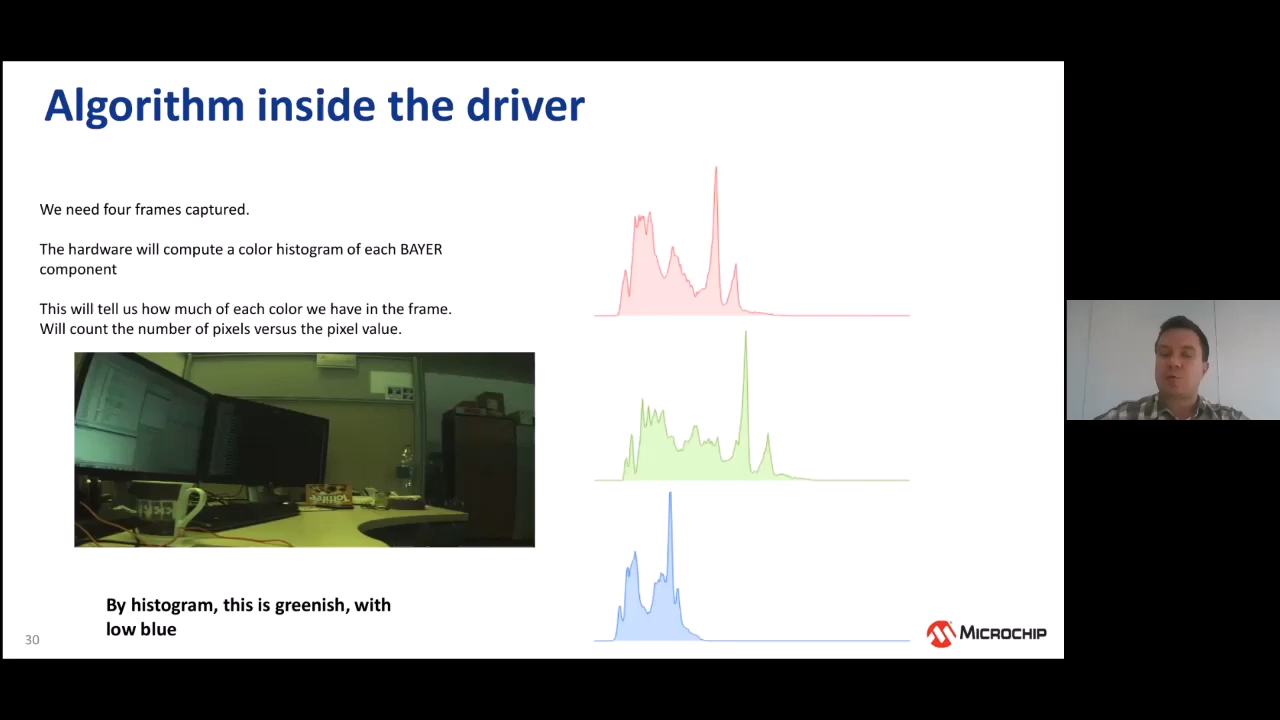 Algorithm inside the driver
We need four frames captured.
The hardware will compute a color histogram of each BAYER
component
This will tell us how much of each color we have in the frame.
Will count the number of pixels versus the pixel value.
By histogram, this is greenish, with
low blue
30
MICROCHIP